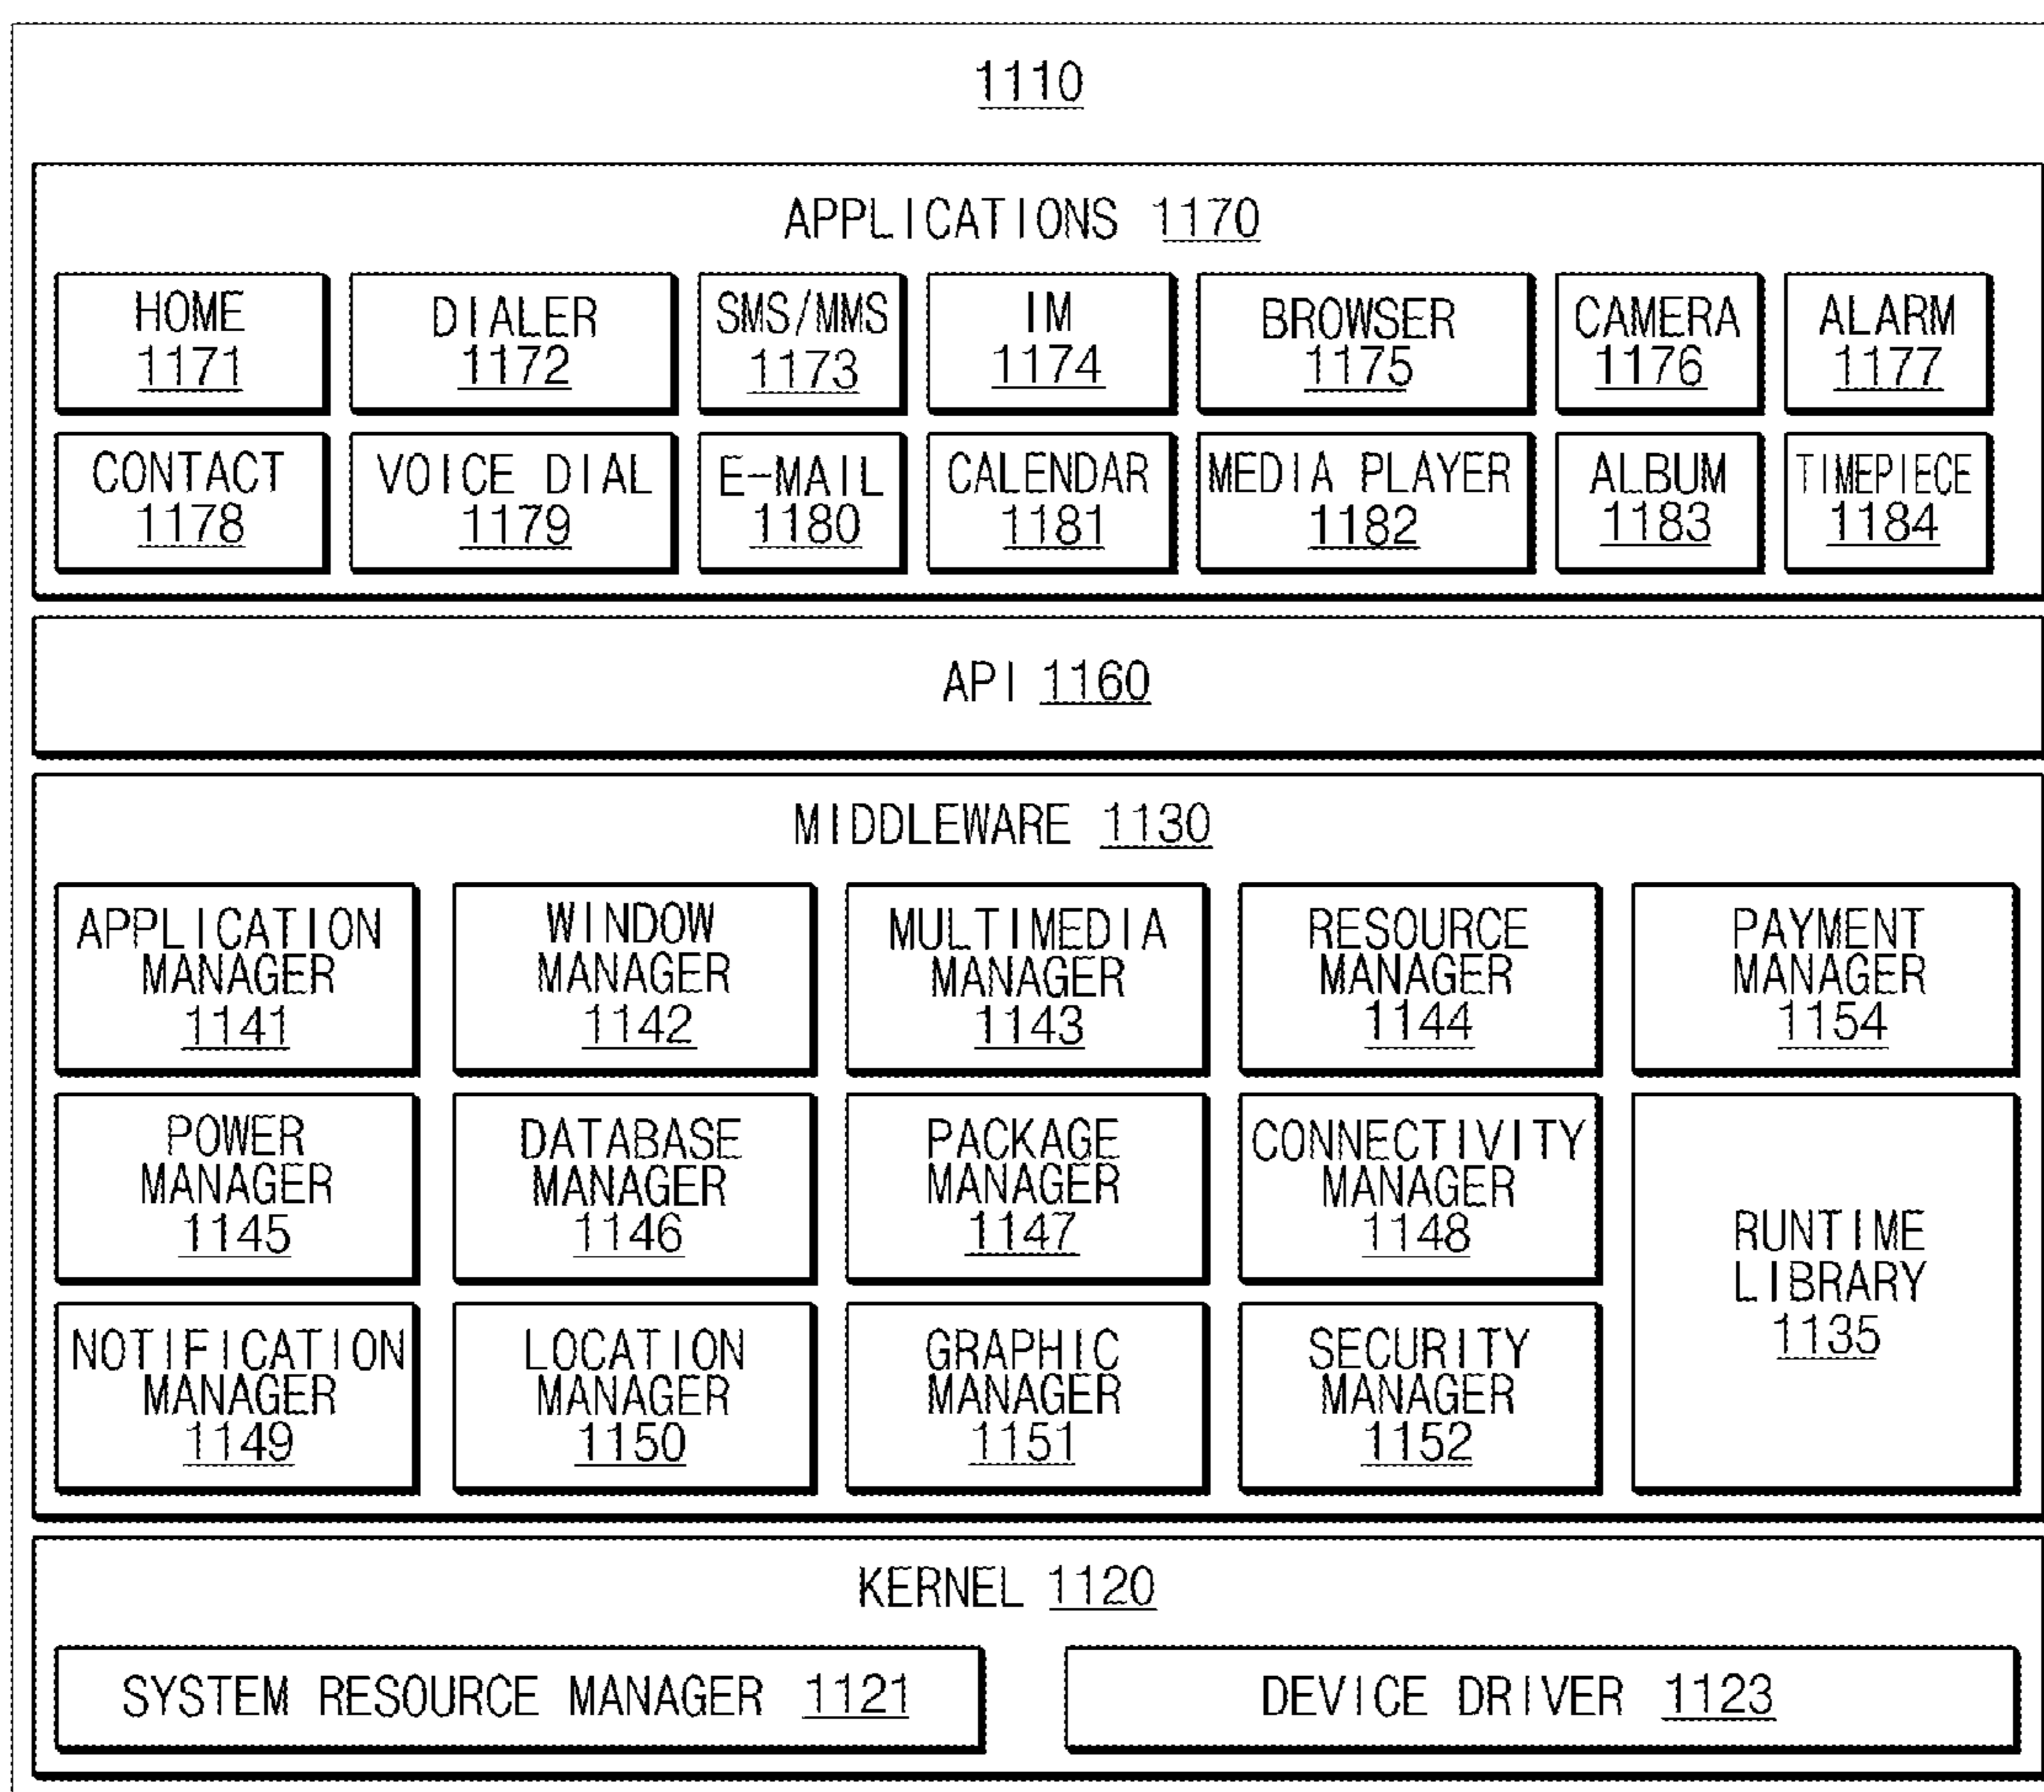 1110
APPLICATIONS 1170
HOME
1171
DIALER
1172
SMS/MMS
1173
IM
1174
BROWSER
1175
CAMERA
1176
ALARM
1177
CONTACT
1178
VOICE DIAL
1179
E-MAIL
1180
CALENDAR
1181
MEDIA PLAYER
1182
ALBUM
1183
TIMEPIECE
1184
API 1160
MIDDLEWARE 1130
APPLICATION
MANAGER
1141
WINDOW
MANAGER
1142
MULTIMEDIA
MANAGER
1143
RESOURCE
MANAGER
1144
PAYMENT
MANAGER
1154
POWER
MANAGER
1145
DATABASE
MANAGER
1146
PACKAGE
MANAGER
1147
CONNECTIVITY
MANAGER
1148
RUNTIME
LIBRARY
1135
NOTIFICATION
MANAGER
1149
LOCATION
MANAGER
1150
GRAPHIC
MANAGER
1151
SECURITY
MANAGER
1152
KERNEL 1120
SYSTEM RESOURCE MANAGER 1121
DEVICE DRIVER 1123